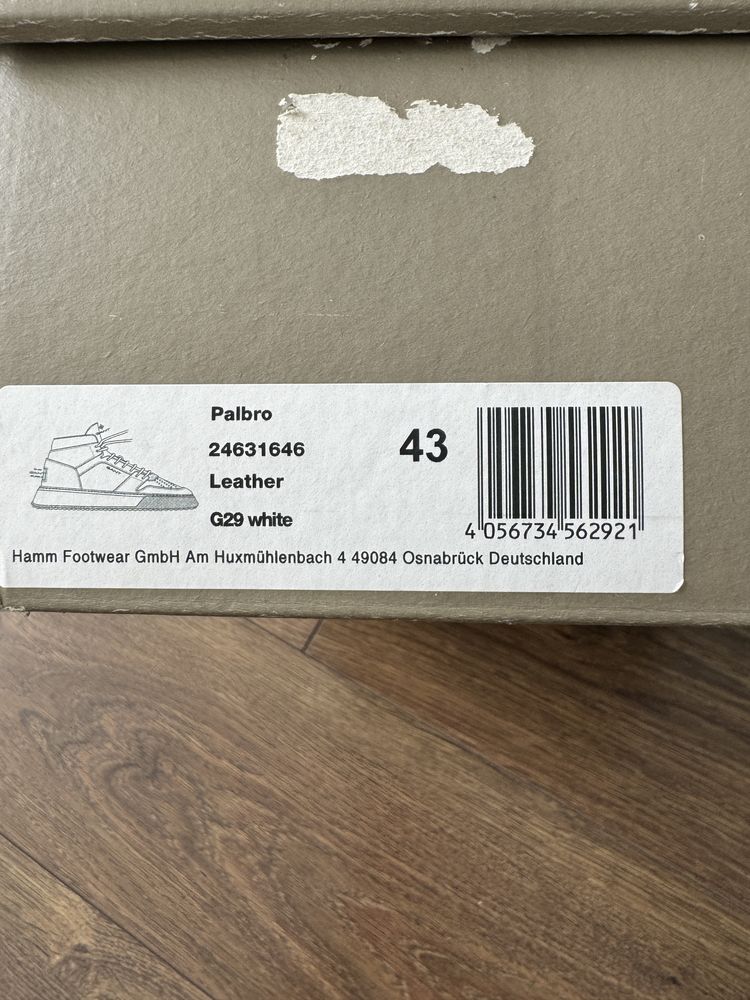 Palbro
24631646
Leather
G29 white
43
4 056734 562921
Hamm Footwear GmbH Am Huxmühlenbach 4 49084 Osnabrück Deutschland